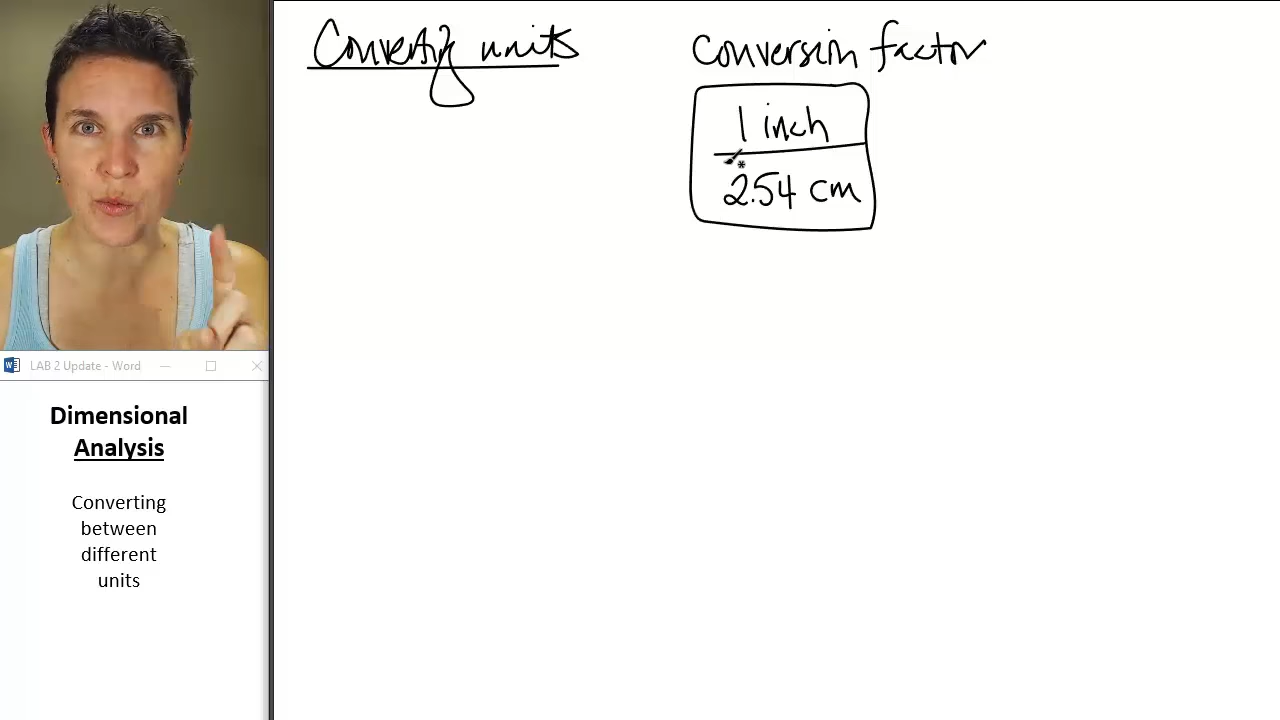 Converting units
Conversion factor
1 inch
2.54 cm
LAB 2 Update - Word
Dimensional
Analysis
Converting
between
different
units